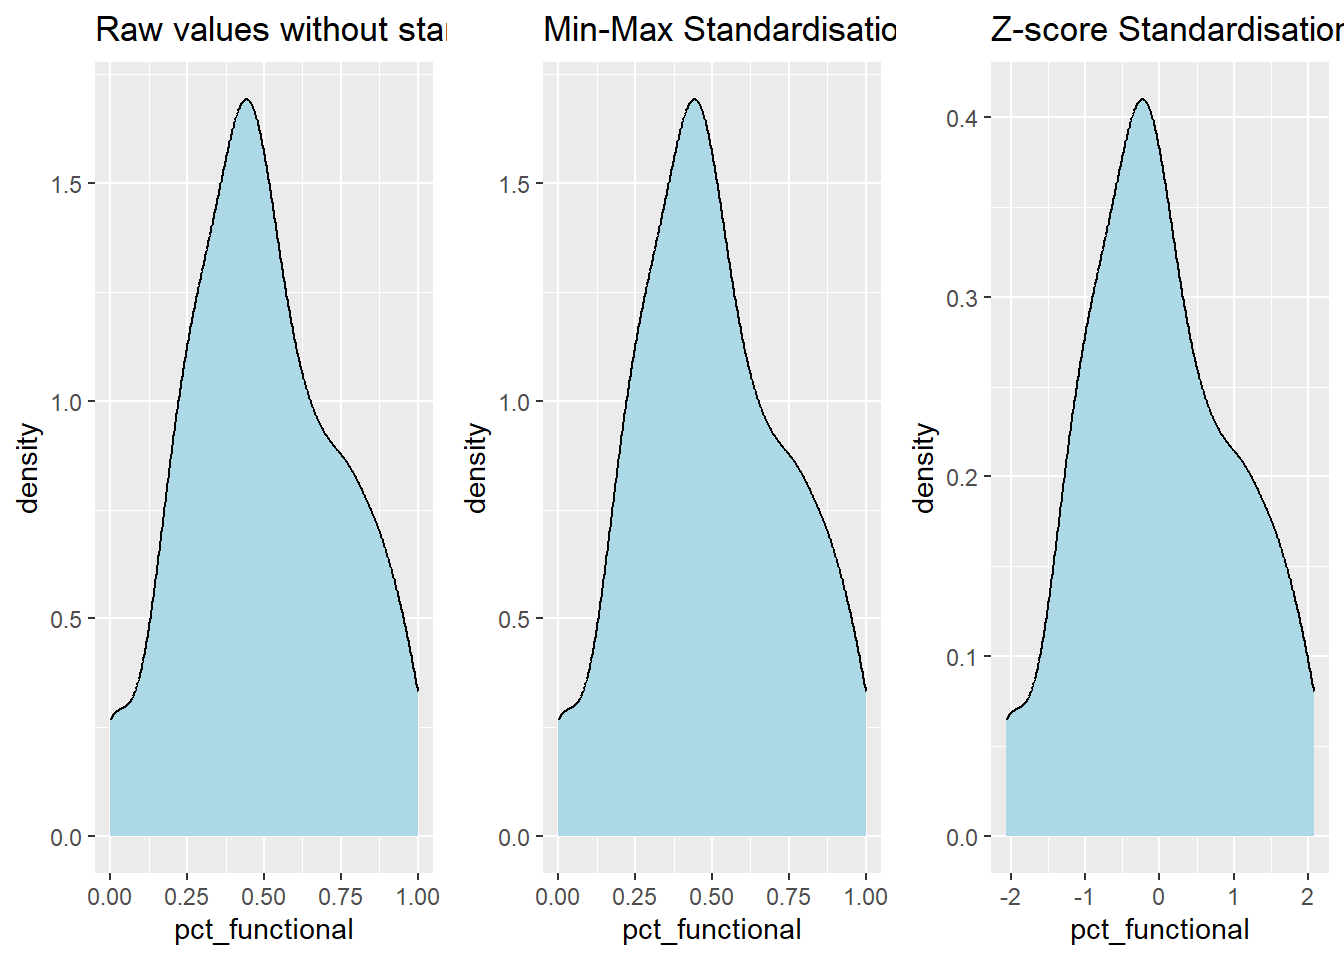 Raw values without star
Min-Max Standardisatio
Z-score Standardisation
density
1.5
1.0
0.5
0.0
0.00 0.25 0.50 0.75 1.00
pct_functional
density
1.5
1.0
0.5
0.0
0.00 0.25 0.50 0.75 1.00
pct_functional
density
0.4
0.3
0.2
0.1
0.0
-2 -1 0 1 2
pct_functional